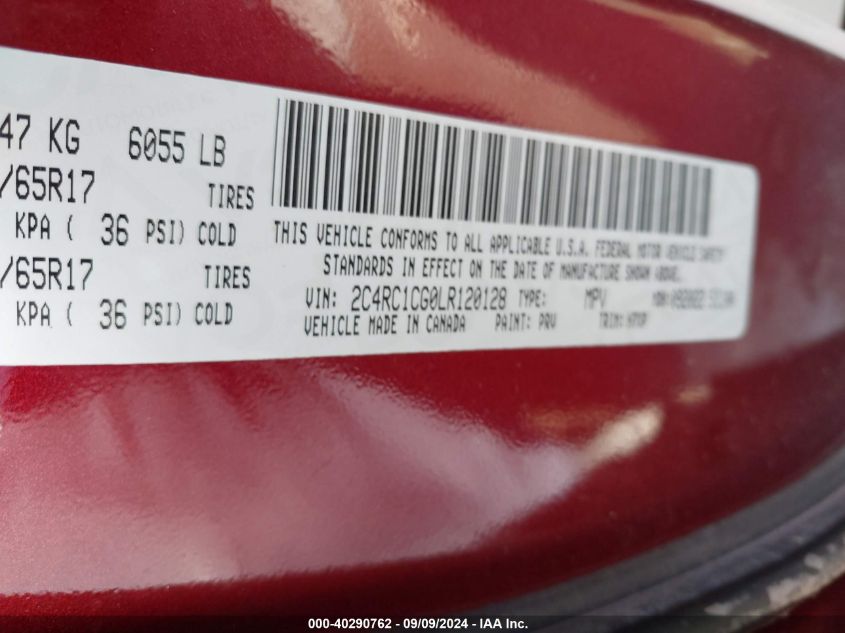 47 KG 6055 LB
/65R17 TIRES
KPA ( 36 PSI) COLD
/65R17 TIRES
KPA ( 36 PSI) COLD
THIS VEHICLE CONFORMS TO ALL APPLICABLE U.S.A. FEDERAL MOTOR VEHICLE SAFETY
STANDARDS IN EFFECT ON THE DATE OF MANUFACTURE SHOWN ABOVE.
VIN: 2C4RC1CG0LR120128 TYPE: MPV MDH:
VEHICLE MADE IN CANADA PAINT: PRV TRIM:
000-40290762 - 09/09/2024 - IAA Inc.